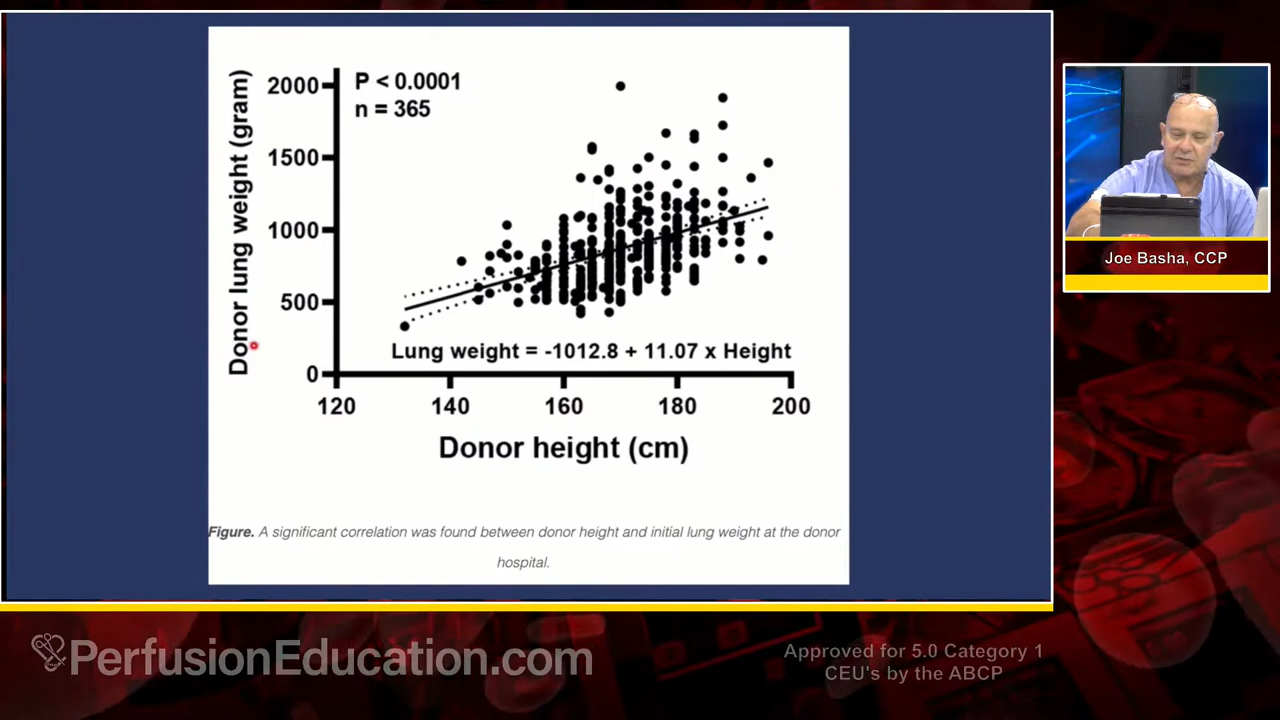 P < 0.0001
n = 365
Donor lung weight (gram)
2000
1500
1000
500
0
Lung weight = -1012.8 + 11.07 x Height
120 140 160 180 200
Donor height (cm)
Figure. A significant correlation was found between donor height and initial lung weight at the donor
hospital.
Joe Basha, CCP
PerfusionEducation.com
Approved for 5.0 Category 1
CEU's by the ABCP